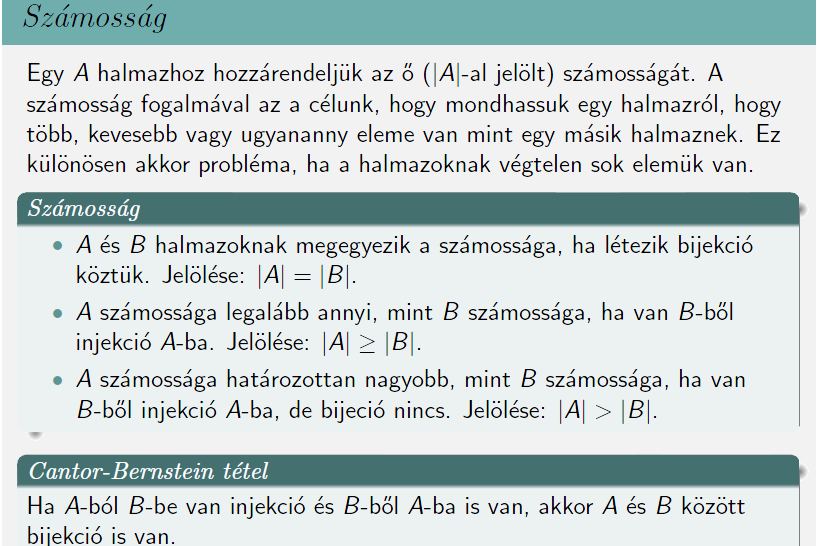 Számosság
Egy A halmazhoz hozzárendeljük az ő (|A|-al jelölt) számosságát. A
számosság fogalmával az a célunk, hogy mondhassuk egy halmazról, hogy
több, kevesebb vagy ugyananny eleme van mint egy másik halmaznek. Ez
különösen akkor probléma, ha a halmazoknak végtelen sok elemük van.
Számosság
• A és B halmazoknak megegyezik a számossága, ha létezik bijekció
köztük. Jelölése: |A| = |B|.
• A számossága legalább annyi, mint B számossága, ha van B-ből
injekció A-ba. Jelölése: |A| ≥ |B|.
• A számossága határozottan nagyobb, mint B számossága, ha van
B-ből injekció A-ba, de bijeció nincs. Jelölése: |A| > |B|.
Cantor-Bernstein tétel
Ha A-ból B-be van injekció és B-ből A-ba is van, akkor A és B között
bijekció is van.